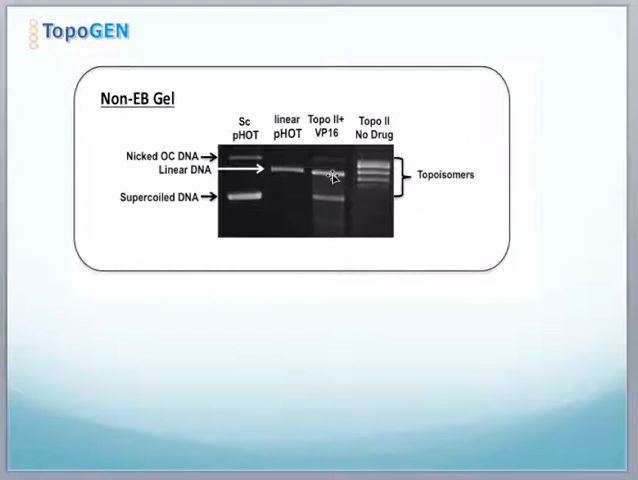 TopoGEN
Non-EB Gel
Sc
pHOT
linear
pHOT
Topo II+
VP16
Topo II
No Drug
Nicked OC DNA
Linear DNA
Supercoiled DNA
Topoisomers